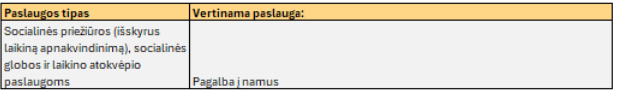 Paslaugos tipas Vertinama paslauga:
Socialinės priežiūros (išskyrus
laikiną apnakvindinimą), socialinės
globos ir laikino atokvėpio
paslaugoms Pagalba į namus